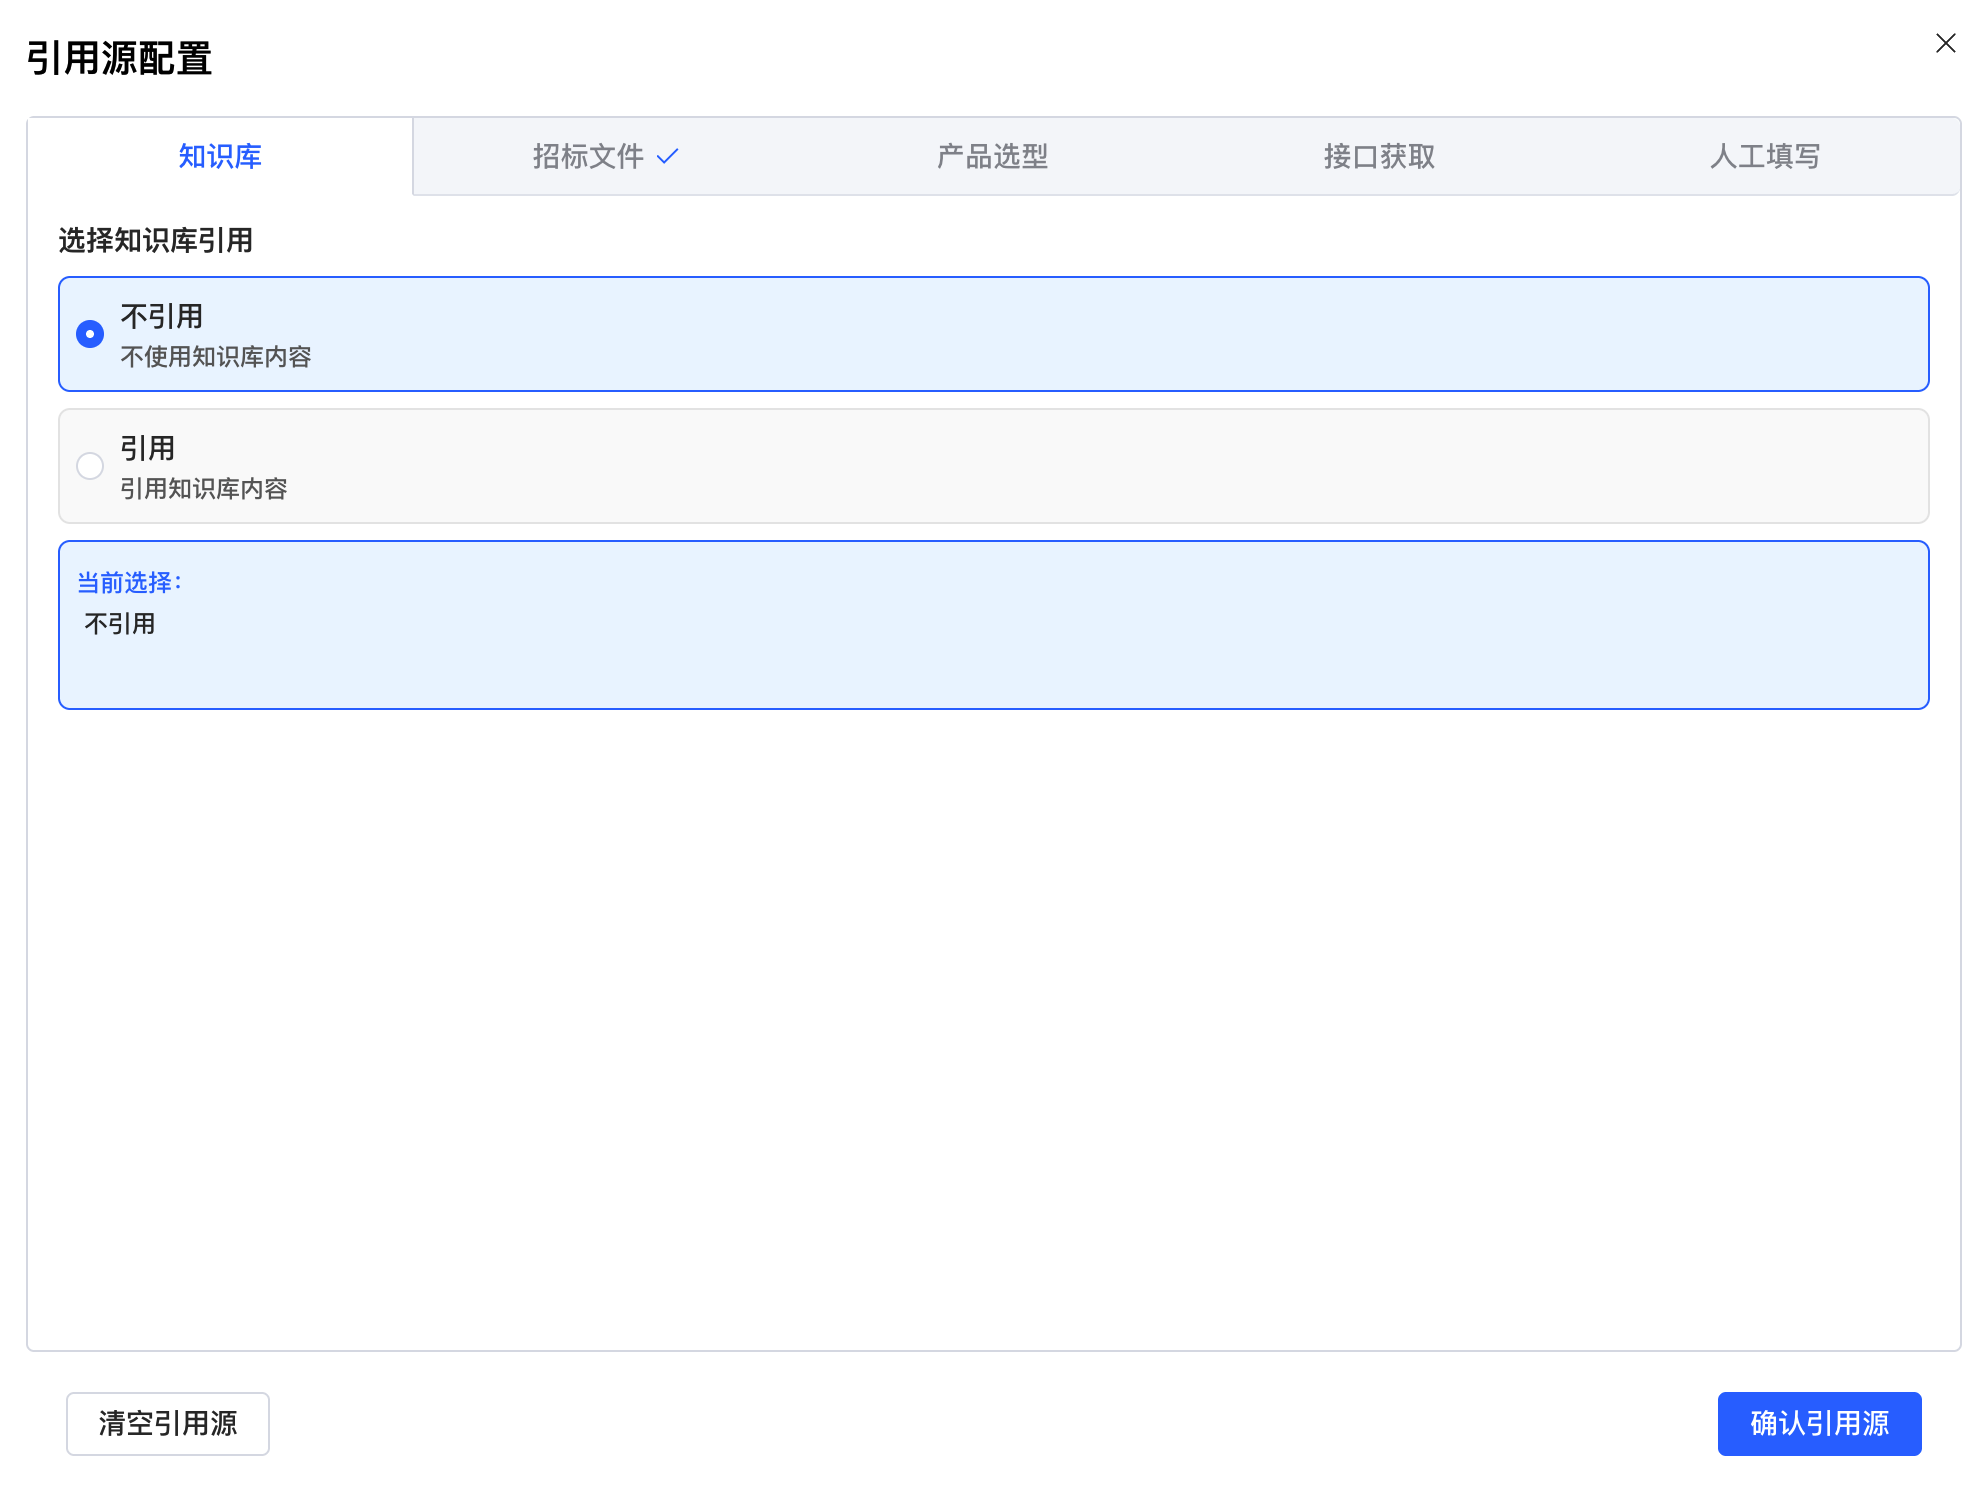 引用源配置
知识库
招标文件
产品选型
接口获取
人工填写
选择知识库引用
不引用
不使用知识库内容
引用
引用知识库内容
当前选择：
不引用
清空引用源
确认引用源